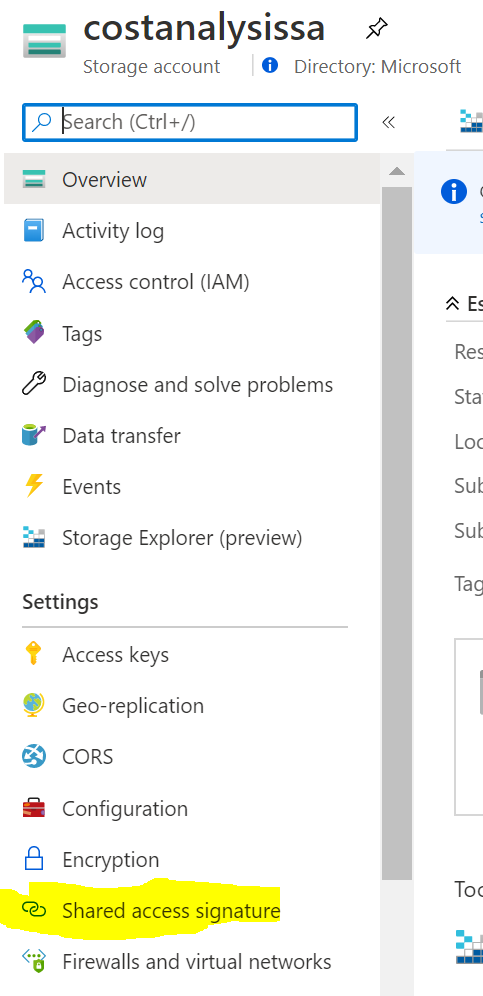 costanalysissa
Storage account
Directory: Microsoft
Search (Ctrl+/)
Overview
Activity log
Access control (IAM)
Tags
Diagnose and solve problems
Data transfer
Events
Storage Explorer (preview)
Settings
Access keys
Geo-replication
CORS
Configuration
Encryption
Shared access signature
Firewalls and virtual networks
Es
Res
Sta
Loc
Sub
Sub
Tag
Too